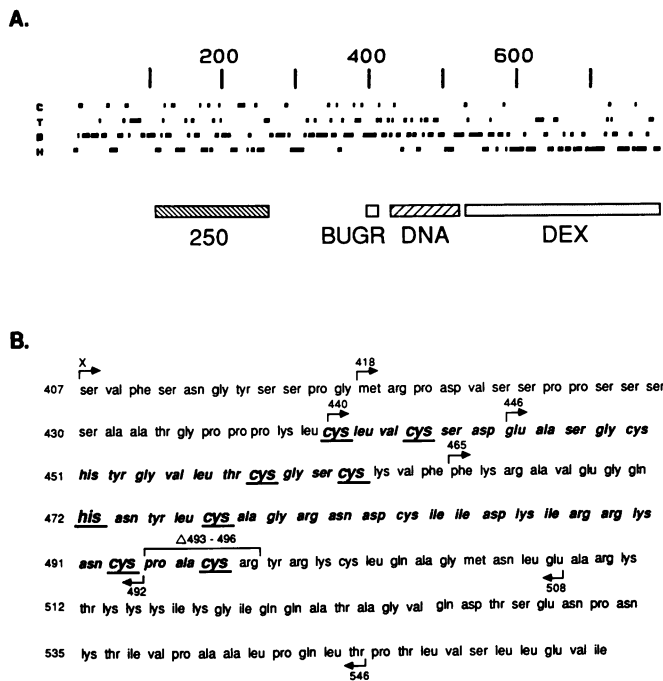 A.
200 400 600
C
T
B
H
250 BUGR DNA DEX
B.
X 418
407 ser val phe ser asn gly tyr ser ser pro gly met arg pro asp val ser ser pro pro ser ser ser
440 446
430 ser ala ala thr gly pro pro pro lys leu cys leu val cys ser asp glu ala ser gly cys
465
451 his tyr gly val leu thr cys gly ser cys lys val phe phe lys arg ala val glu gly gln
472 his asn tyr leu cys ala gly arg asn asp cys ile ile asp lys ile arg arg lys
△493 - 496
491 asn cys pro ala cys arg tyr arg lys cys leu gln ala gly met asn leu glu ala arg lys
492 508
512 thr lys lys lys ile lys gly ile gln gln ala thr ala gly val gln asp thr ser glu asn pro asn
535 lys thr ile val pro ala ala leu pro gln leu thr pro thr leu val ser leu leu glu val ile
546